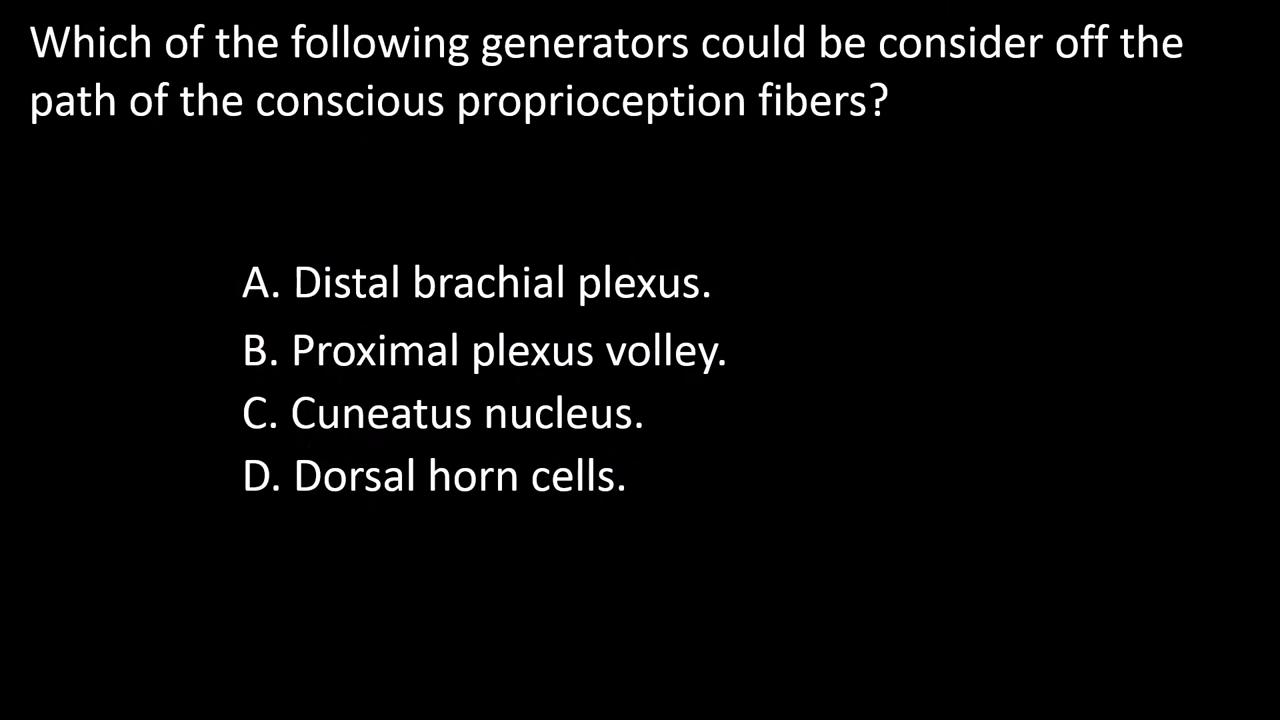 Which of the following generators could be consider off the
path of the conscious proprioception fibers?
A. Distal brachial plexus.
B. Proximal plexus volley.
C. Cuneatus nucleus.
D. Dorsal horn cells.